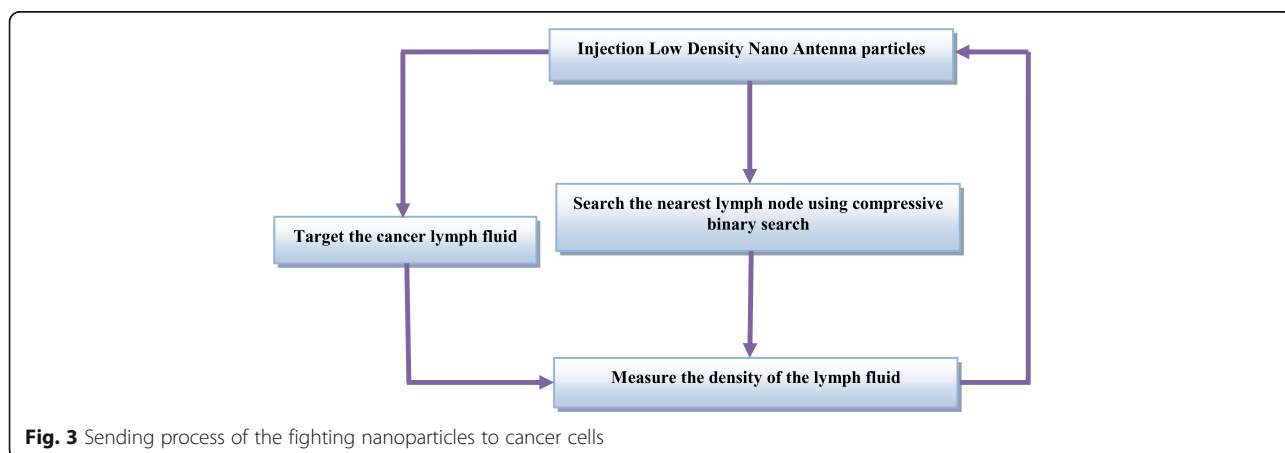 Injection Low Density Nano Antenna particles
Search the nearest lymph node using compressive
binary search
Target the cancer lymph fluid
Measure the density of the lymph fluid
Fig. 3 Sending process of the fighting nanoparticles to cancer cells